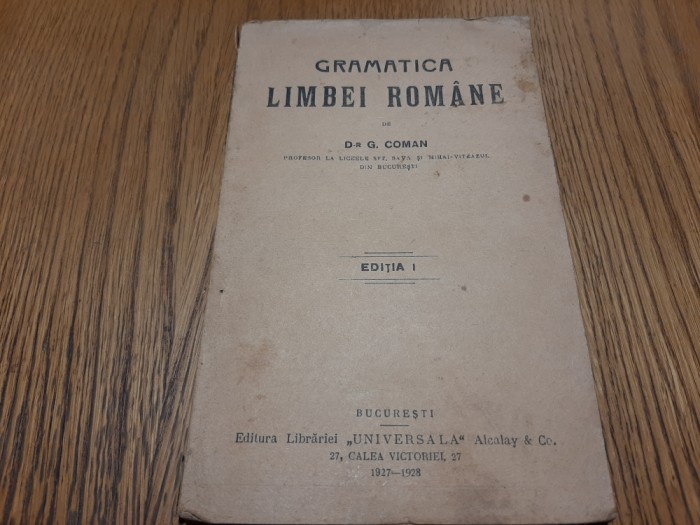 GRAMATICA
LIMBEI ROMÂNE
DE
D-R G. COMAN
PROFESOR LA LICEELE SFT. SAVA ȘI MIHAI-VITEAZUL
DIN BUCUREȘTI
EDIȚIA I
BUCUREȘTI
Editura Librăriei „UNIVERSALA“ Alcalay & Co.
27, CALEA VICTORIEI, 27
1927—1928